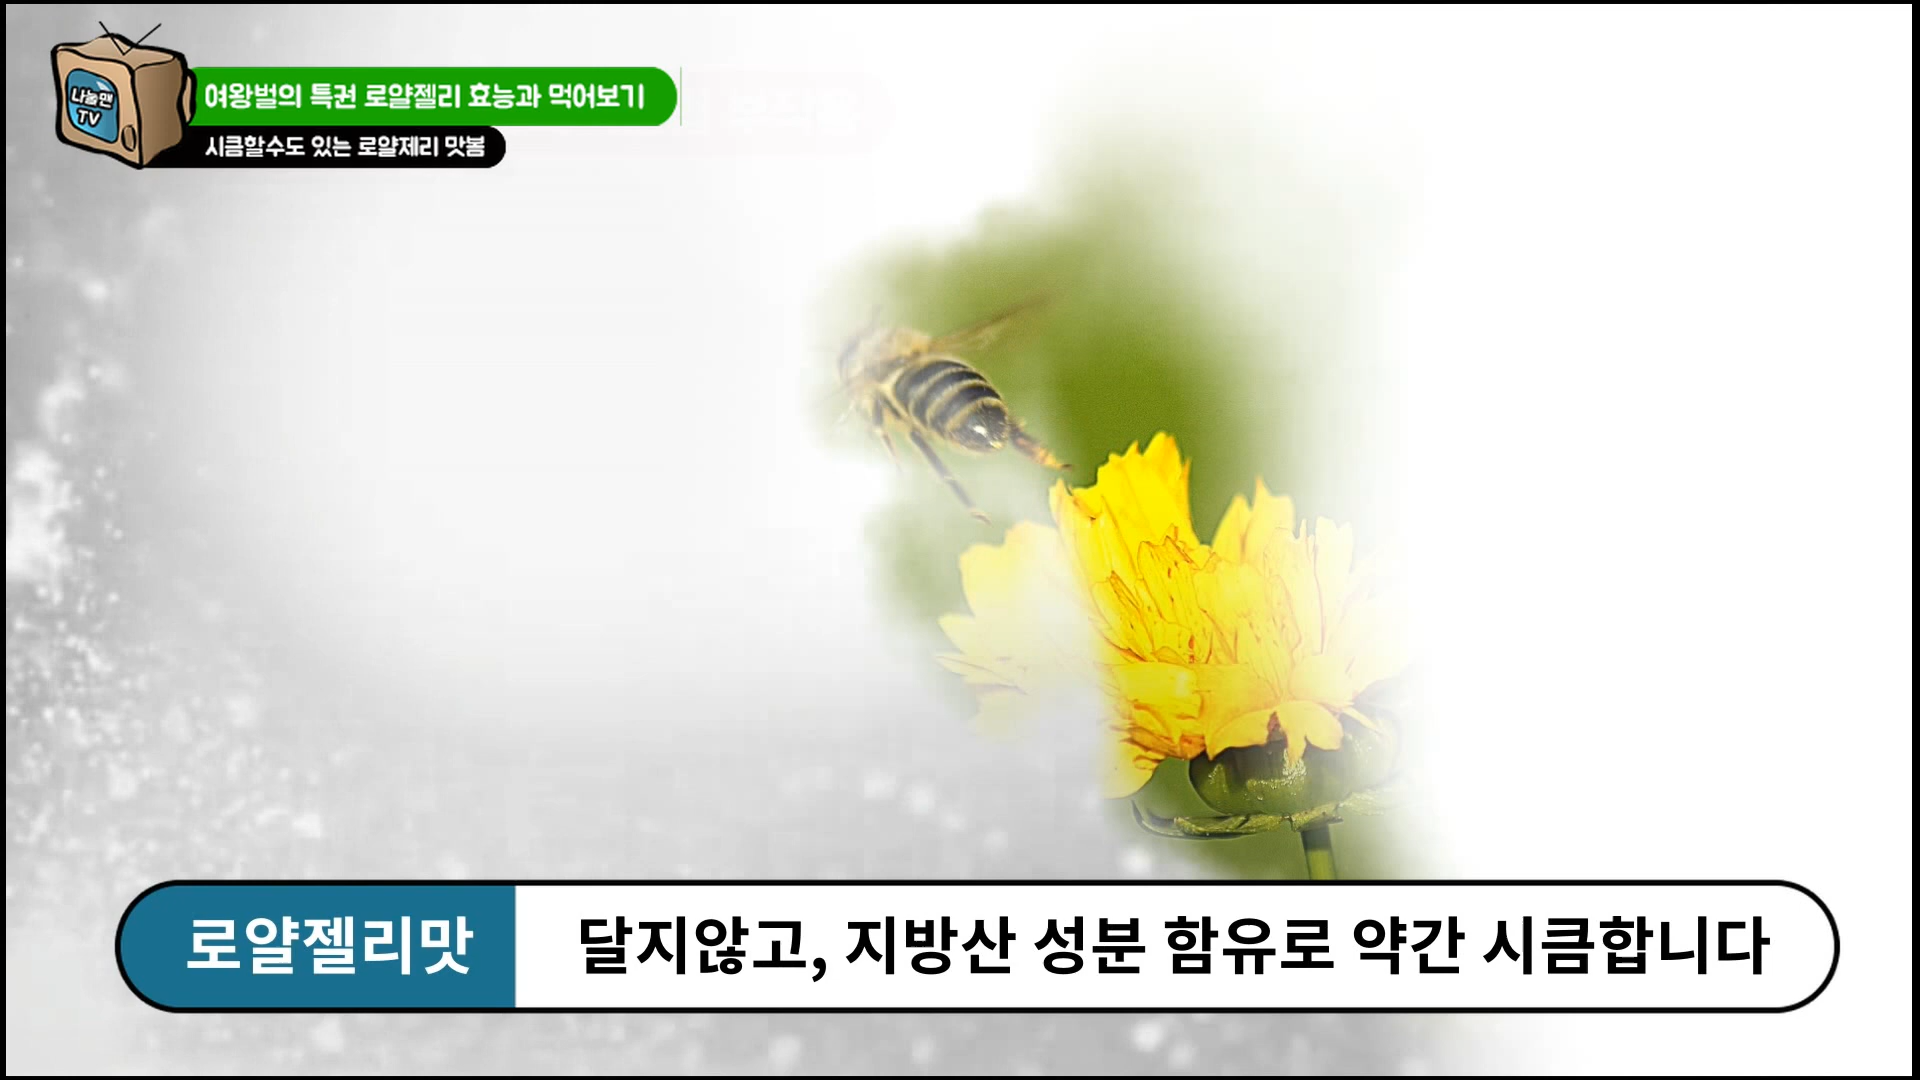 나눌맨
TV
여왕벌의 특권 로얄젤리 효능과 먹어보기
시큼할수도 있는 로얄제리 맛봄
로얄젤리맛
달지않고, 지방산 성분 함유로 약간 시큼합니다